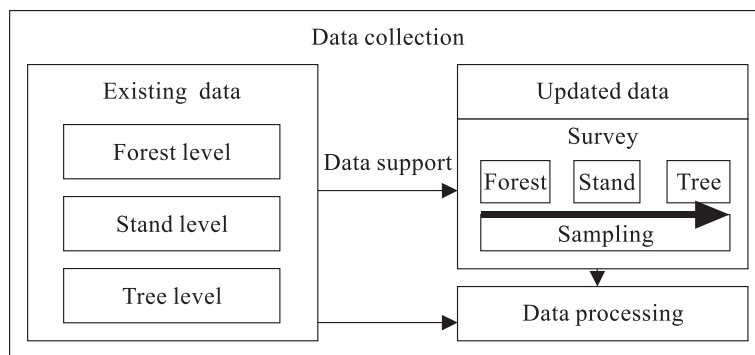 Data collection
Existing data
Forest level
Stand level
Tree level
Data support
Updated data
Survey
Forest
Stand
Tree
Sampling
Data processing